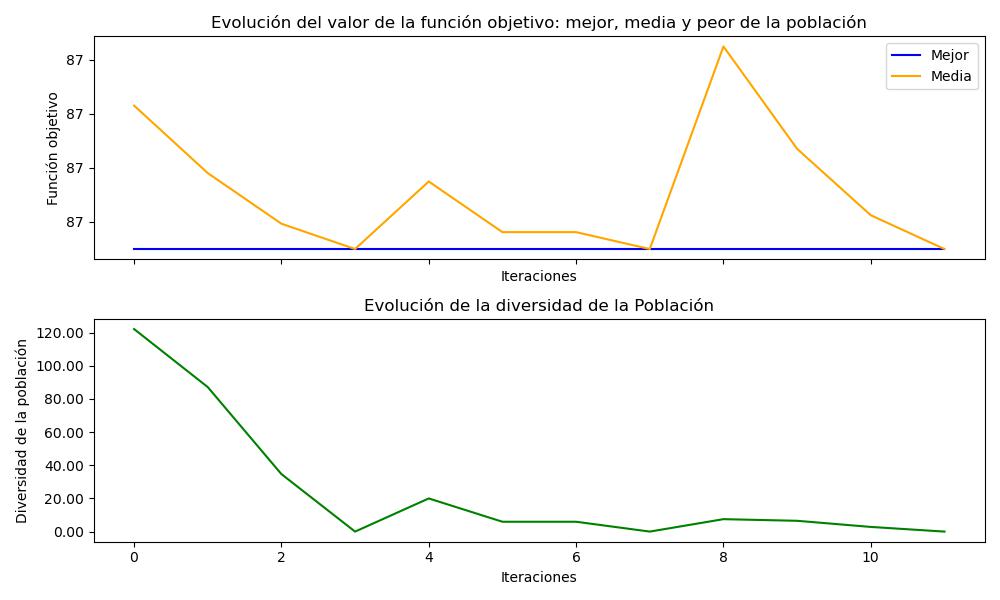 Evolución del valor de la función objetivo: mejor, media y peor de la población
Función objetivo
87
87
87
87
Mejor
Media
Iteraciones
Evolución de la diversidad de la Población
Diversidad de la población
120.00
100.00
80.00
60.00
40.00
20.00
0.00
0 2 4 6 8 10
Iteraciones